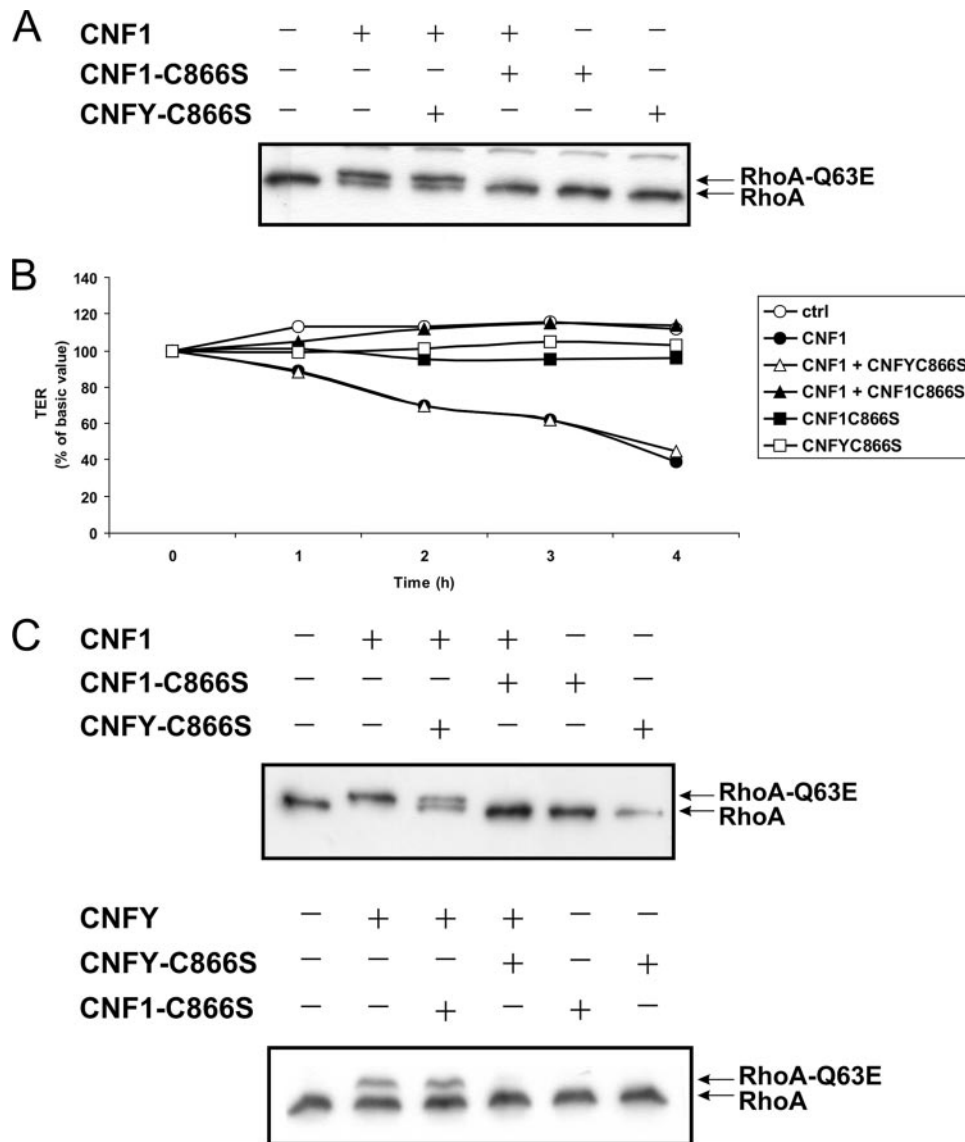 A
CNF1 – + + + – –
CNF1-C866S – – – + + –
CNFY-C866S – – + – – +
RhoA-Q63E
RhoA
B
140
120
100
80
60
40
20
0
TER
(% of basic value)
0 1 2 3 4
Time (h)
ctrl
CNF1
CNF1 + CNFYC866S
CNF1 + CNF1C866S
CNF1C866S
CNFYC866S
C
CNF1 – + + + – –
CNF1-C866S – – – + + –
CNFY-C866S – – + – – +
RhoA-Q63E
RhoA
CNFY – + + + – –
CNFY-C866S – – – + – +
CNF1-C866S – – + – + –
RhoA-Q63E
RhoA